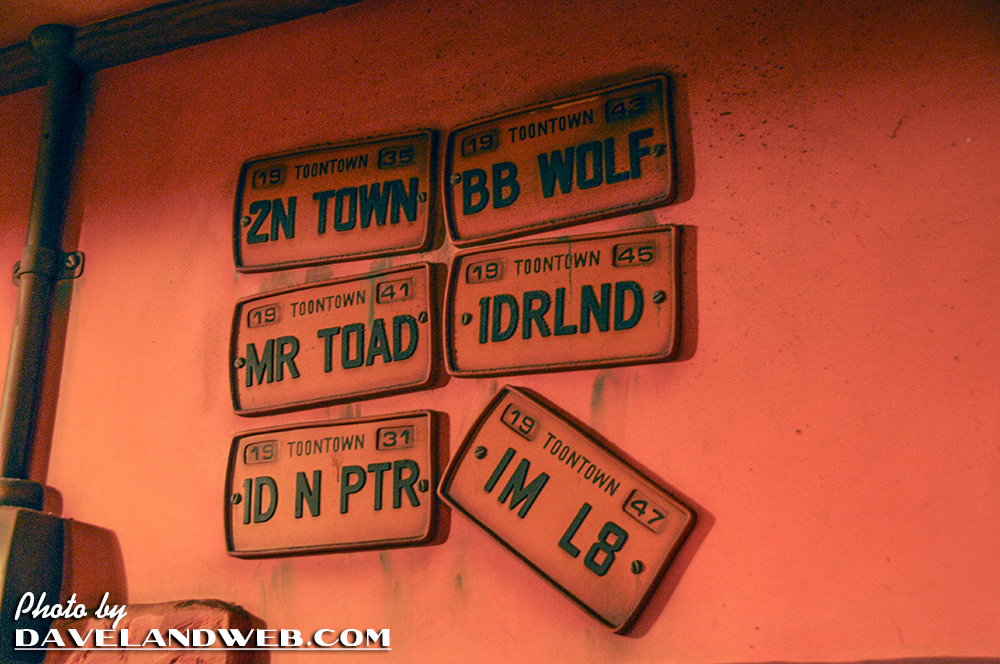 19 TOONTOWN 35
2N TOWN
19 TOONTOWN 43
BB WOLF
19 TOONTOWN 41
MR TOAD
19 TOONTOWN 45
1DRLND
19 TOONTOWN 31
1D N PTR
19 TOONTOWN 47
IM L8
Photo by
DAVELANDWEB.COM